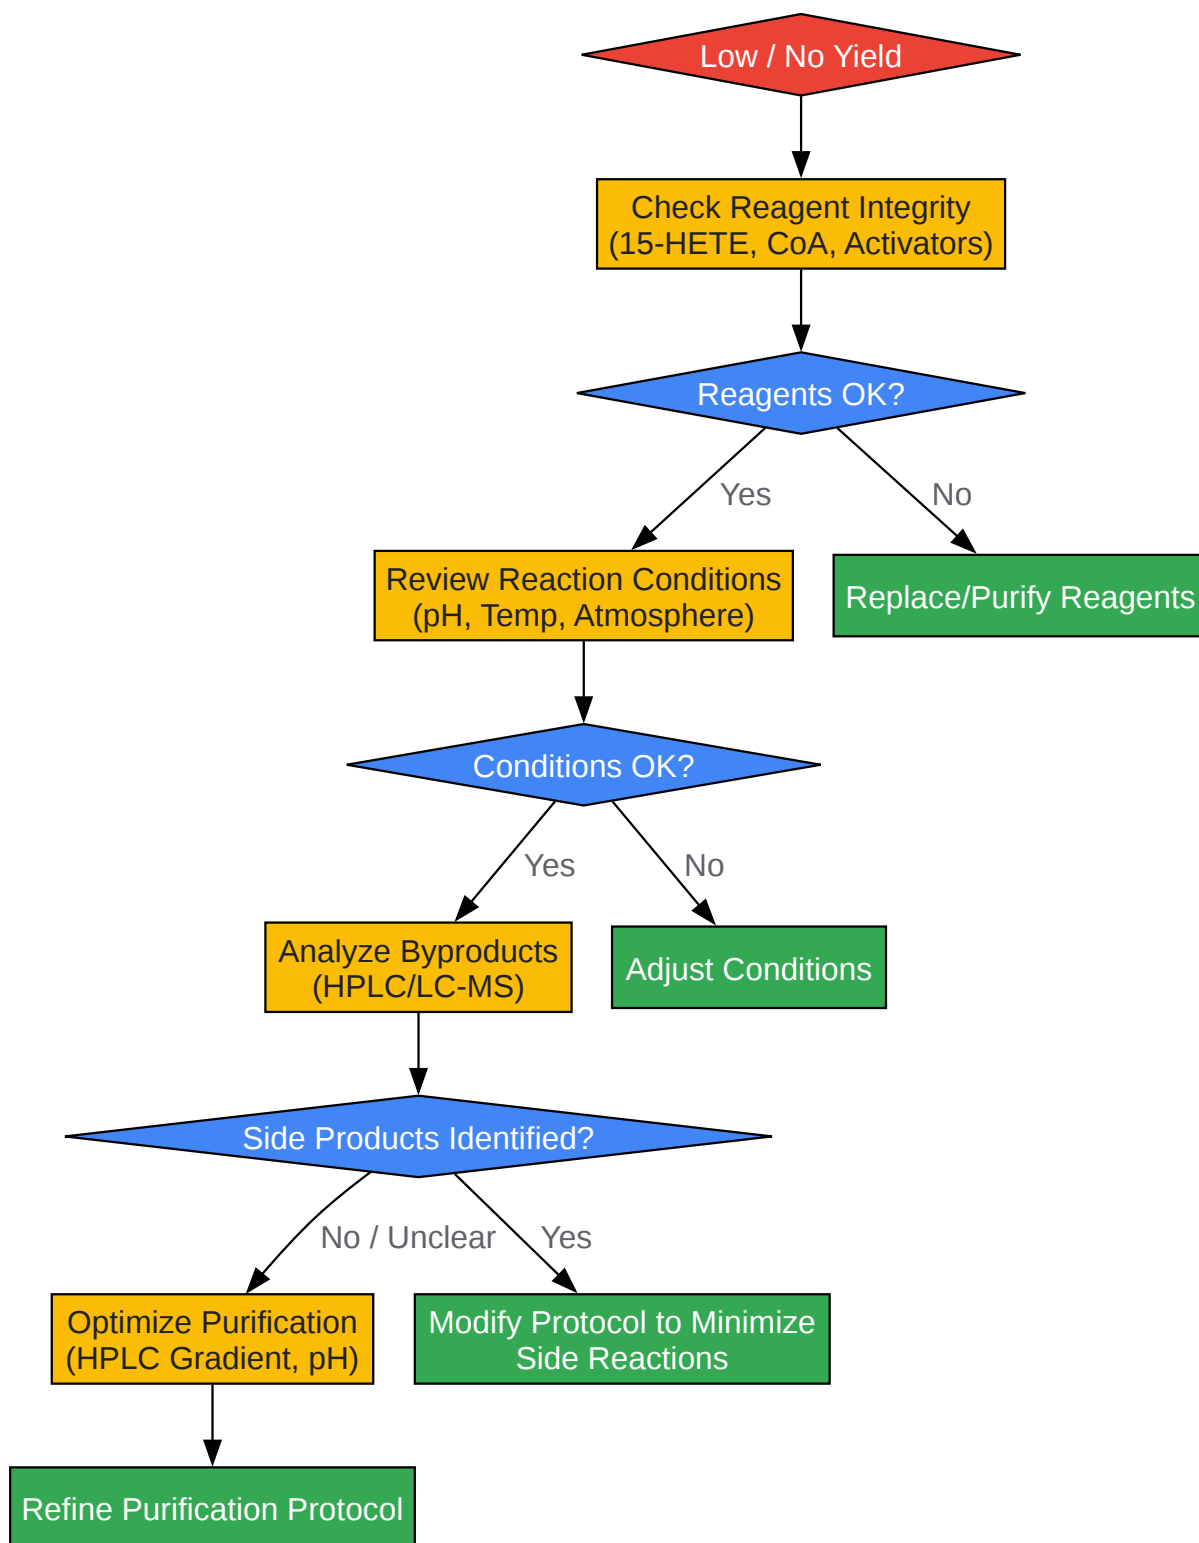 Low / No Yield
Check Reagent Integrity
(15-HETE, CoA, Activators)
Reagents OK?
Yes
No
Review Reaction Conditions
(pH, Temp, Atmosphere)
Replace/Purify Reagents
Conditions OK?
Yes
No
Analyze Byproducts
(HPLC/LC-MS)
Adjust Conditions
Side Products Identified?
No / Unclear
Yes
Optimize Purification
(HPLC Gradient, pH)
Modify Protocol to Minimize
Side Reactions
Refine Purification Protocol